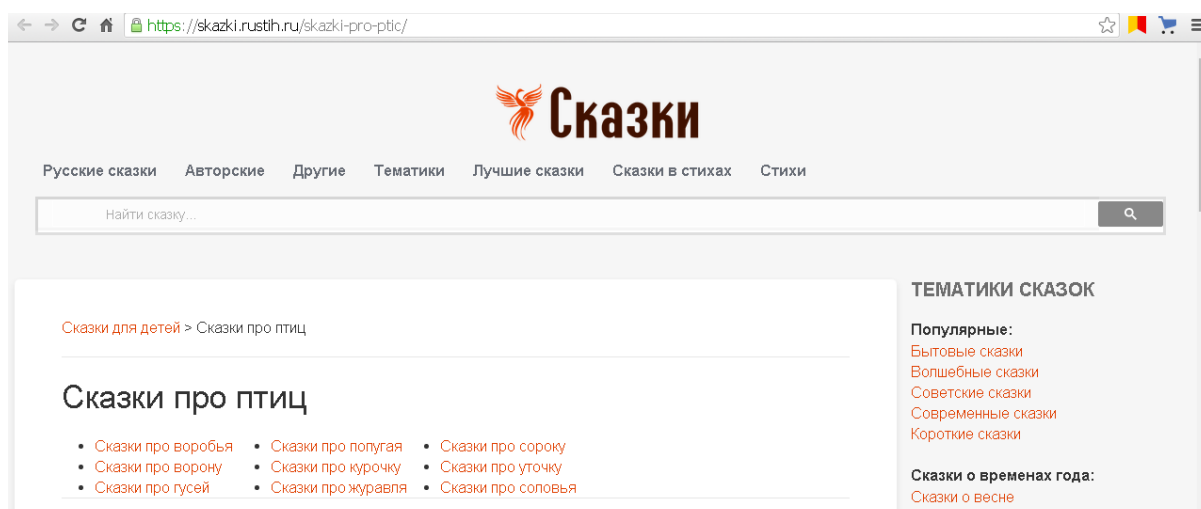 https://skazki.rustih.ru/skazki-pro-ptic/
Сказки
Русские сказки Авторские Другие Тематики Лучшие сказки Сказки в стихах Стихи
Найти сказку...
Сказки для детей > Сказки про птиц
Сказки про птиц
• Сказки про воробья • Сказки про попугая • Сказки про сороку
• Сказки про ворону • Сказки про курочку • Сказки про уточку
• Сказки про гусей • Сказки про журавля • Сказки про соловья
ТЕМАТИКИ СКАЗОК
Популярные:
Бытовые сказки
Волшебные сказки
Советские сказки
Современные сказки
Короткие сказки
Сказки о временах года:
Сказки о весне